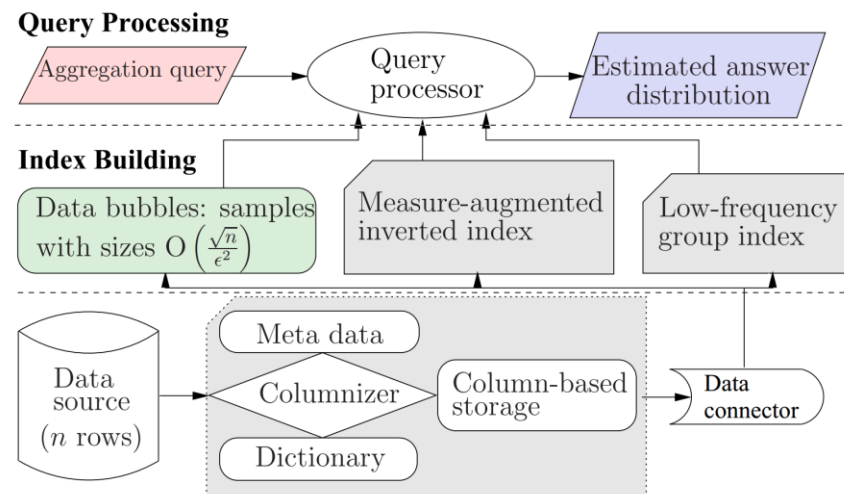 Query Processing
Aggregation query
Query
processor
Estimated answer
distribution
Index Building
Data bubbles: samples
with sizes O (√n/ϵ²)
Measure-augmented
inverted index
Low-frequency
group index
Data
source
(n rows)
Meta data
Columnizer
Dictionary
Column-based
storage
Data
connector